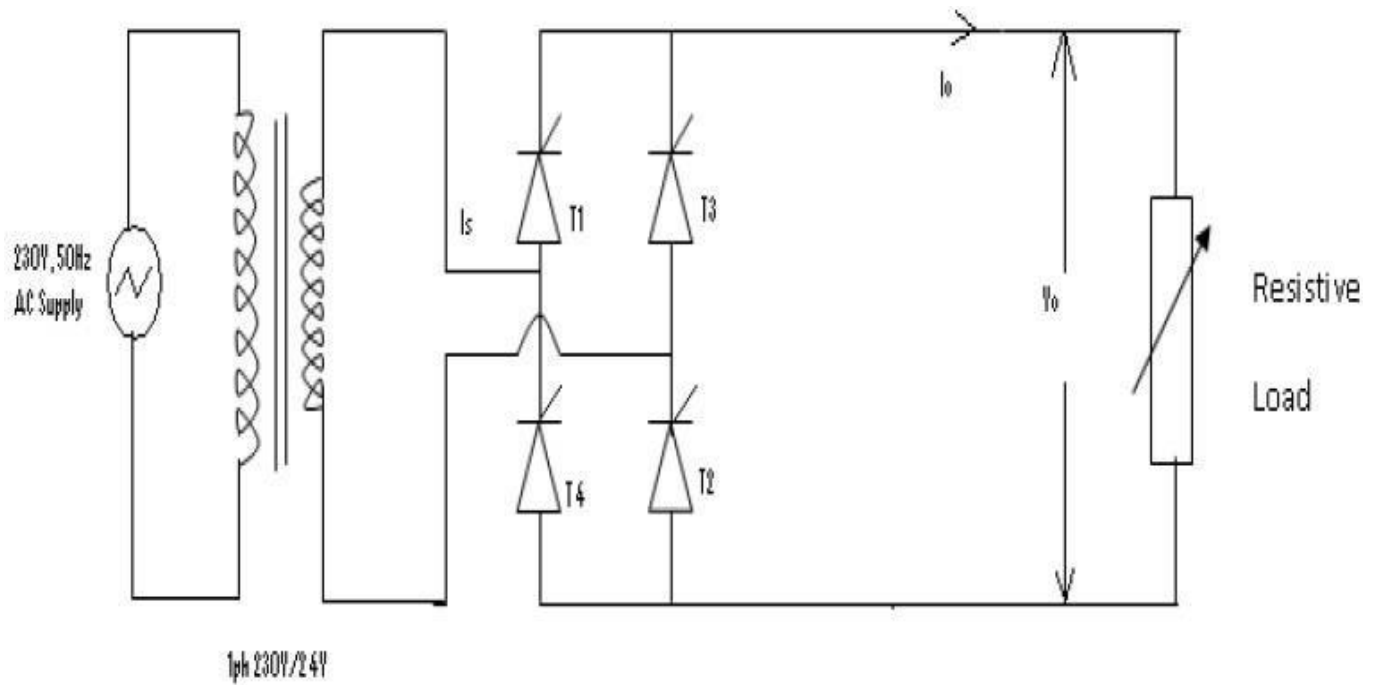 230V,50Hz
AC Supply
Is
T1
T3
T4
T2
Io
Vo
Resistive
Load
1ph 230V/24V